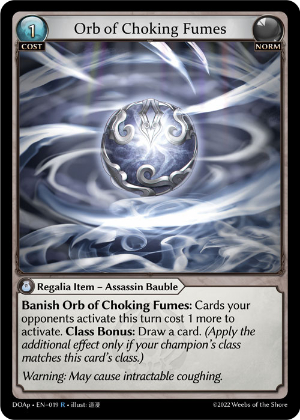 1
Orb of Choking Fumes
COST
NORM
Regalia Item – Assassin Bauble
Banish Orb of Choking Fumes: Cards your
opponents activate this turn cost 1 more to
activate. Class Bonus: Draw a card. (Apply the
additional effect only if your champion's class
matches this card's class.)
Warning: May cause intractable coughing.
DOAp • EN-019 R • illust:
©2022 Weebs of the Shore